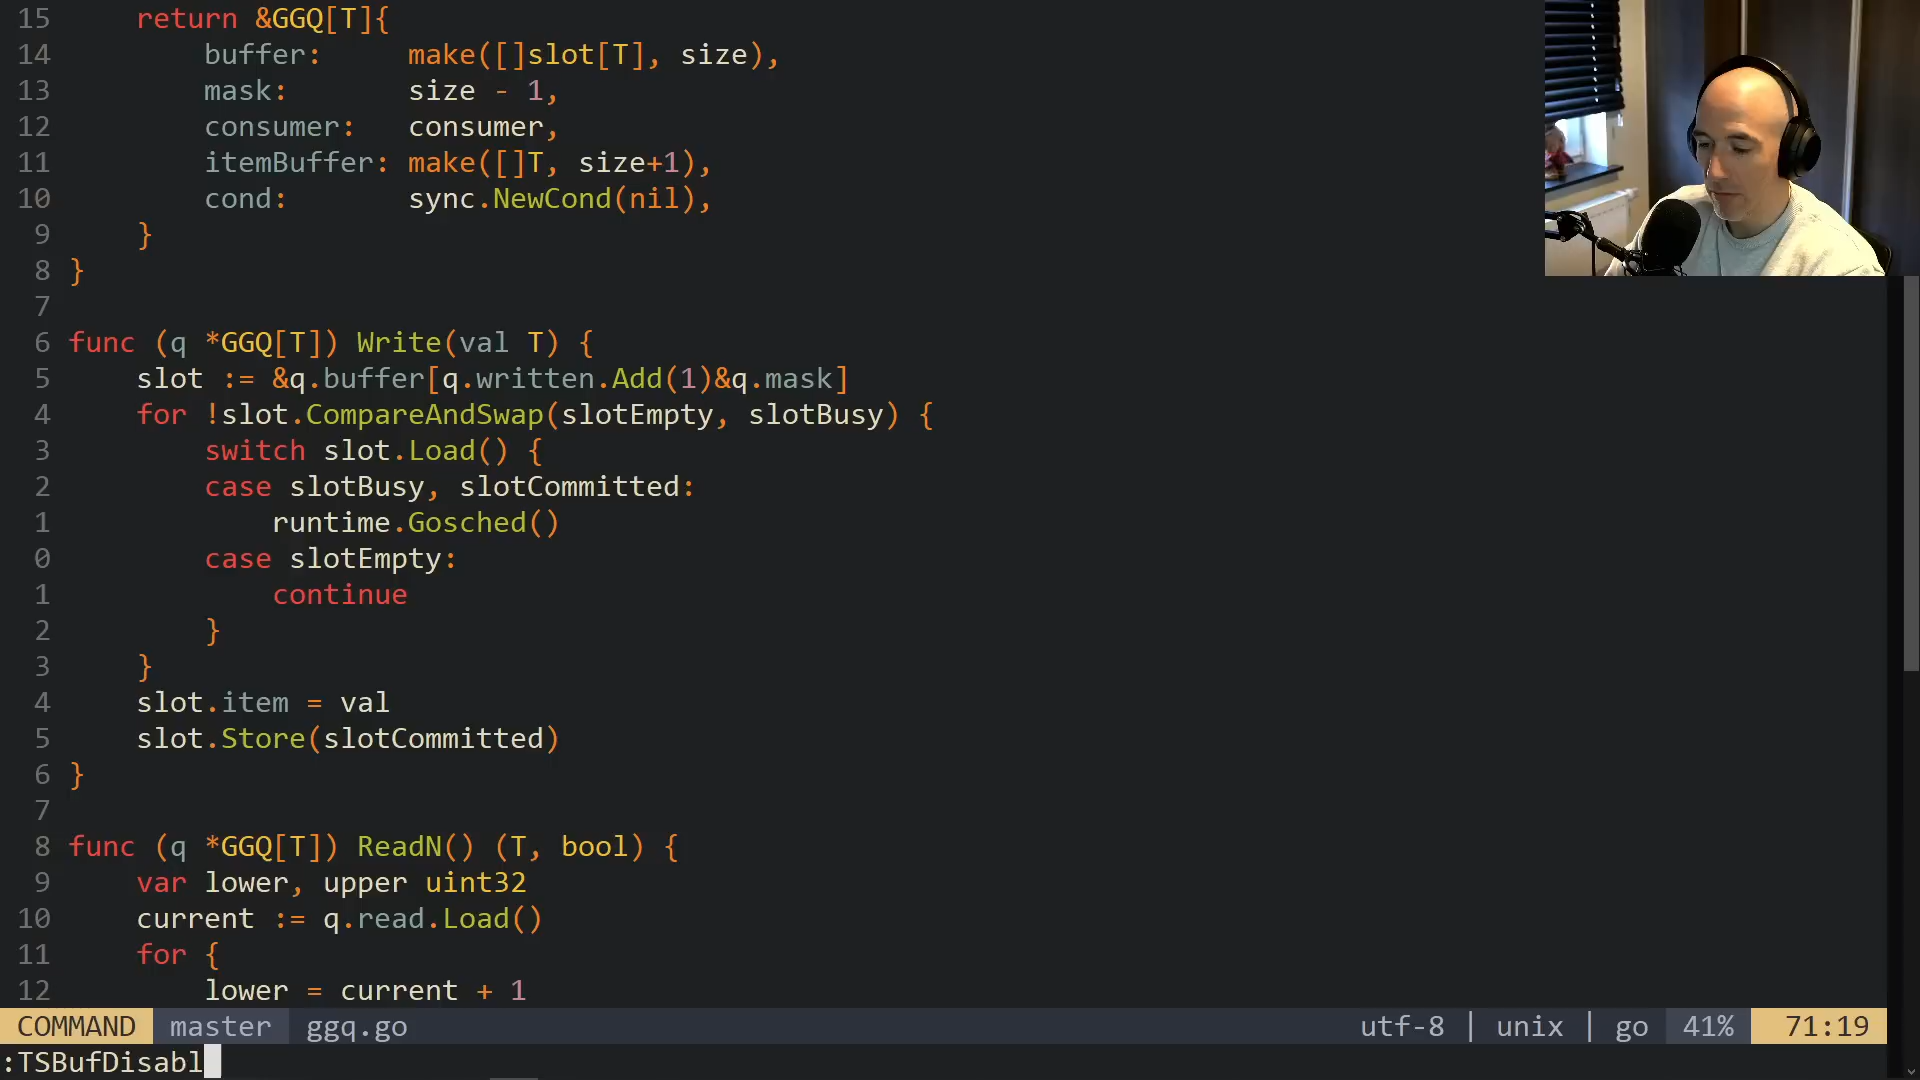 15 return &GGQ[T]{
14 buffer: make([]slot[T], size),
13 mask: size - 1,
12 consumer: consumer,
11 itemBuffer: make([]T, size+1),
10 cond: sync.NewCond(nil),
9 }
8 }
7
6 func (q *GGQ[T]) Write(val T) {
5 slot := &q.buffer[q.written.Add(1)&q.mask]
4 for !slot.CompareAndSwap(slotEmpty, slotBusy) {
3 switch slot.Load() {
2 case slotBusy, slotCommitted:
1 runtime.Gosched()
0 case slotEmpty:
1 continue
2 }
3 }
4 slot.item = val
5 slot.Store(slotCommitted)
6 }
7
8 func (q *GGQ[T]) ReadN() (T, bool) {
9 var lower, upper uint32
10 current := q.read.Load()
11 for {
12 lower = current + 1
COMMAND master ggq.go utf-8 | unix | go 41% 71:19
:TSBufDisabl